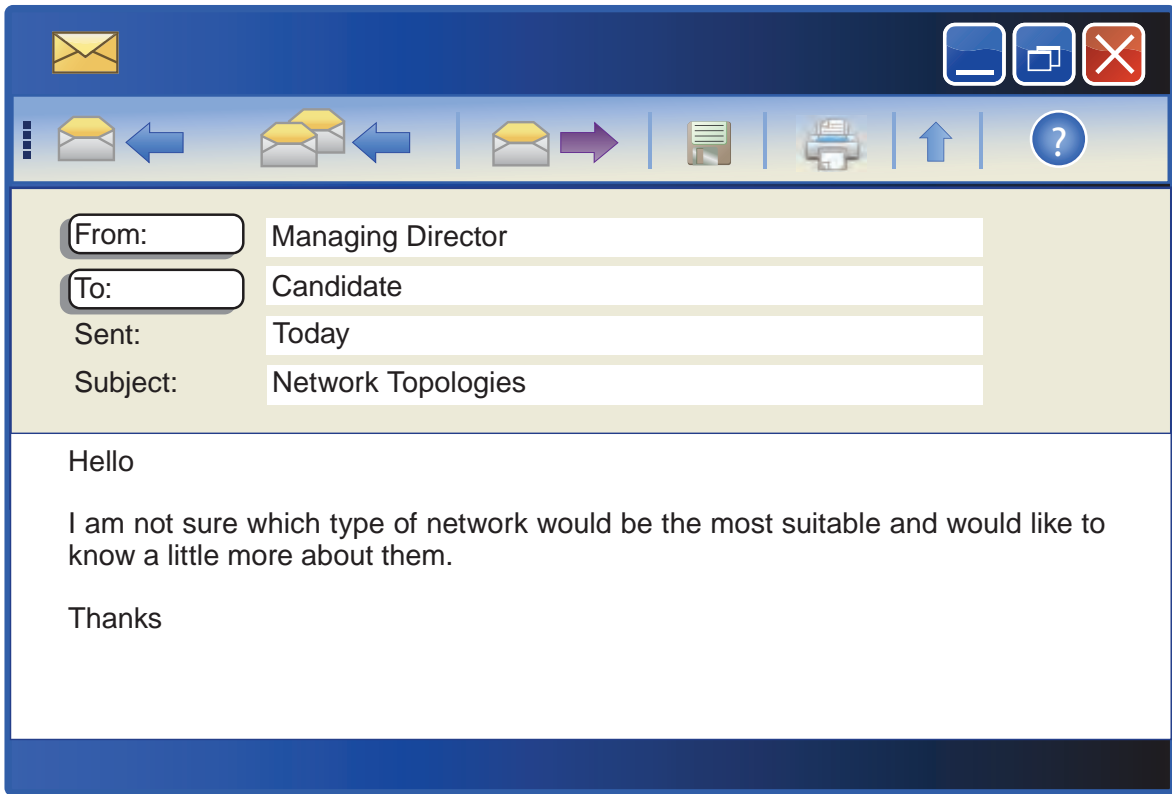 ?
From:
Managing Director
To:
Candidate
Sent:
Today
Subject:
Network Topologies
Hello
I am not sure which type of network would be the most suitable and would like to
know a little more about them.
Thanks